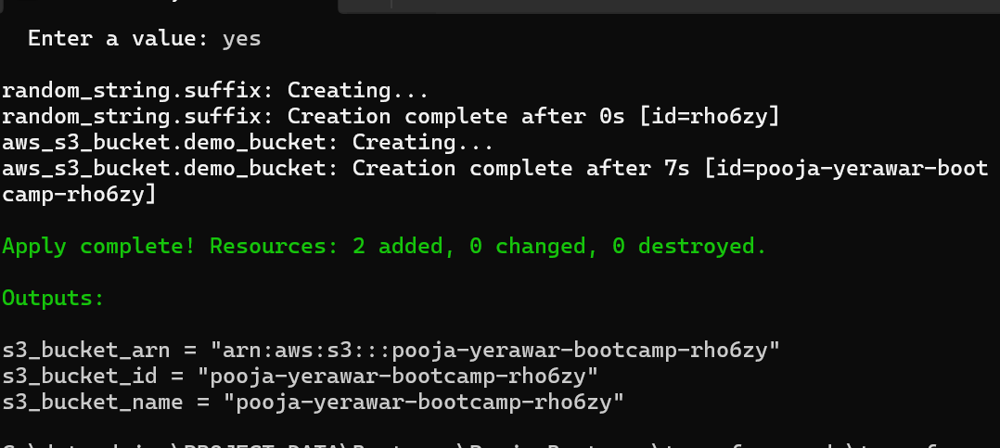 Enter a value: yes
random_string.suffix: Creating...
random_string.suffix: Creation complete after 0s [id=rho6zy]
aws_s3_bucket.demo_bucket: Creating...
aws_s3_bucket.demo_bucket: Creation complete after 7s [id=pooja-yerawar-boot
camp-rho6zy]
Apply complete! Resources: 2 added, 0 changed, 0 destroyed.
Outputs:
s3_bucket_arn = "arn:aws:s3:::pooja-yerawar-bootcamp-rho6zy"
s3_bucket_id = "pooja-yerawar-bootcamp-rho6zy"
s3_bucket_name = "pooja-yerawar-bootcamp-rho6zy"